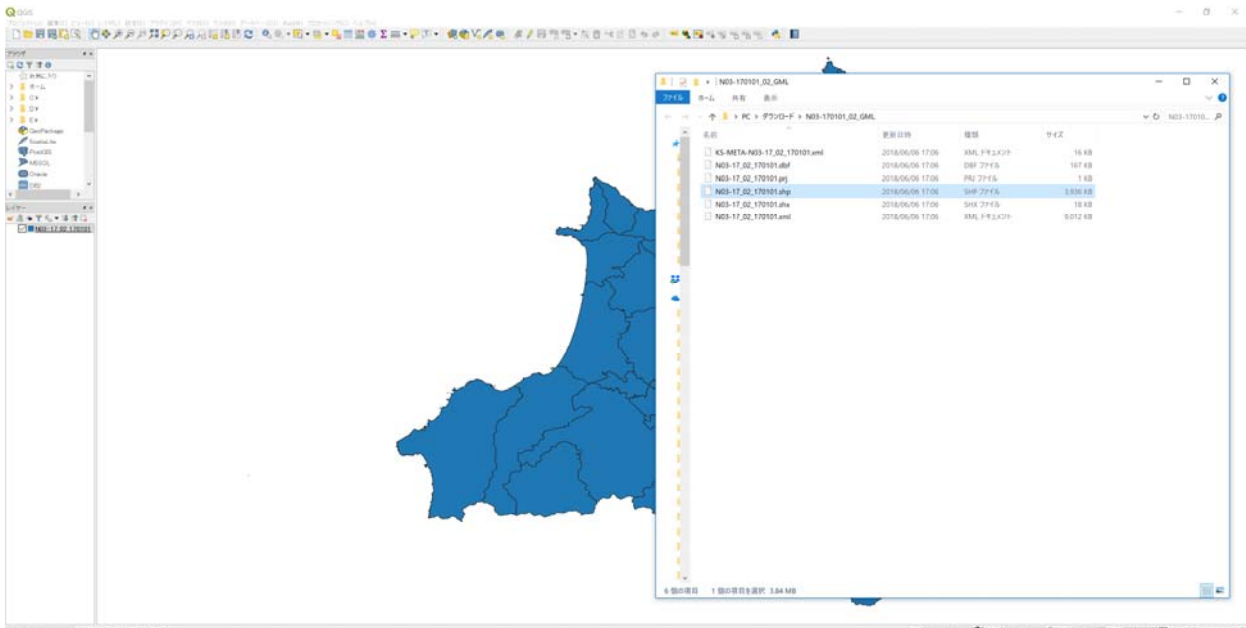 QGIS
ブラウザ
お気に入り
ホーム
C:¥
D:¥
E:¥
GeoPackage
SpatiaLite
PostGIS
MSSQL
Oracle
DB2
レイヤー
N03-17_02_170101
N03-170101_02_GML
ファイル ホーム 共有 表示
PC > ダウンロード > N03-170101_02_GML
N03-17010...
名前 更新日時 種類 サイズ
KS-META-N03-17_02_170101.xml 2018/06/06 17:06 XML ドキュメント 16 KB
N03-17_02_170101.dbf 2018/06/06 17:06 DBF ファイル 167 KB
N03-17_02_170101.prj 2018/06/06 17:06 PRJ ファイル 1 KB
N03-17_02_170101.shp 2018/06/06 17:06 SHP ファイル 3,936 KB
N03-17_02_170101.shx 2018/06/06 17:06 SHX ファイル 18 KB
N03-17_02_170101.xml 2018/06/06 17:06 XML ドキュメント 9,012 KB
6 個の項目 1 個の項目を選択 3.84 MB